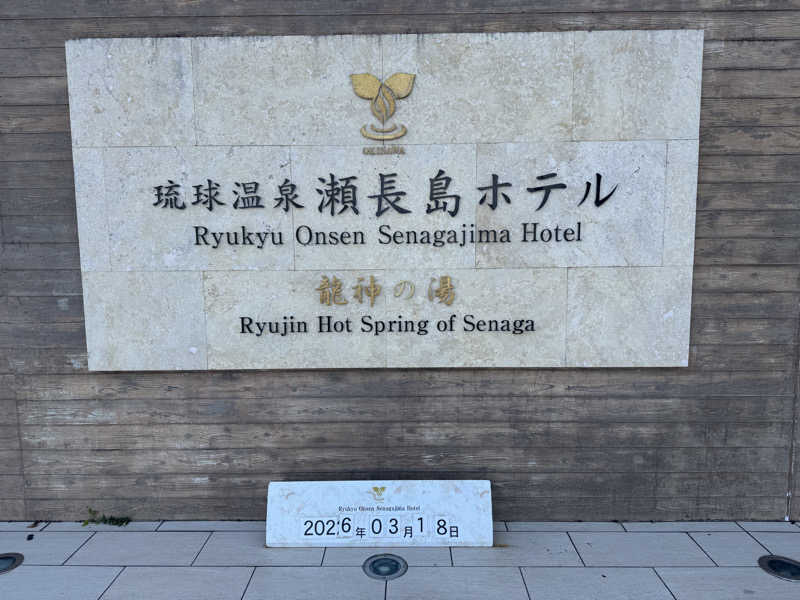 OKINAWA
琉球温泉 瀬長島ホテル
Ryukyu Onsen Senagajima Hotel
龍神の湯
Ryujin Hot Spring of Senaga
Ryukyu Onsen Senagajima Hotel
2026年03月18日